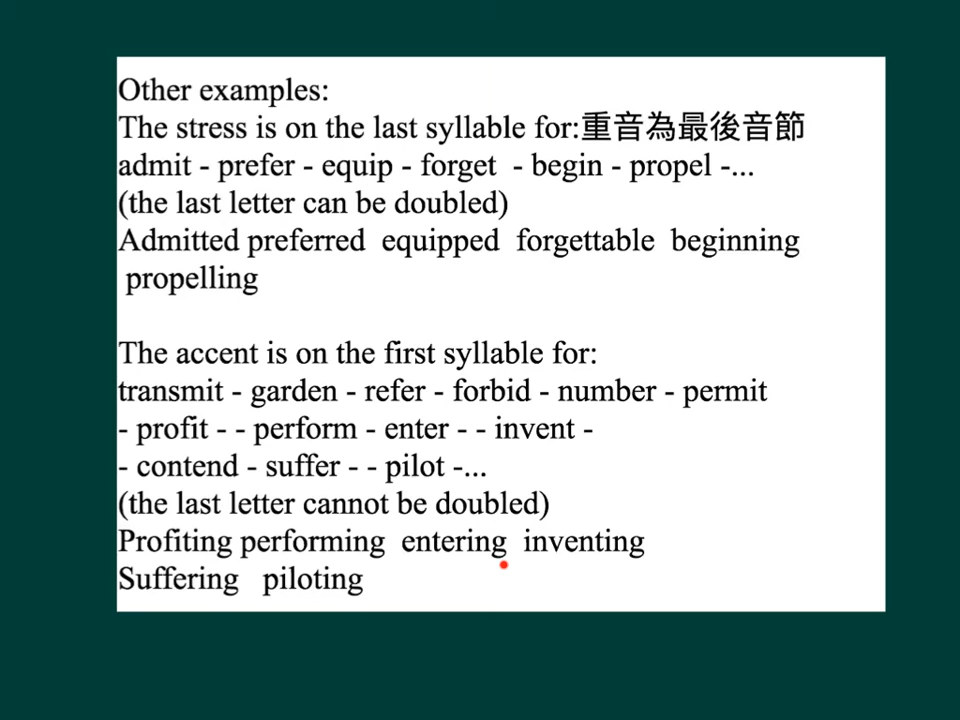 Other examples:
The stress is on the last syllable for:重音為最後音節
admit - prefer - equip - forget  - begin - propel -...
(the last letter can be doubled)
Admitted preferred  equipped  forgettable  beginning
propelling
The accent is on the first syllable for:
transmit - garden - refer - forbid - number - permit
- profit - - perform - enter - - invent -
- contend - suffer - - pilot -...
(the last letter cannot be doubled)
Profiting performing  entering  inventing
Suffering   piloting